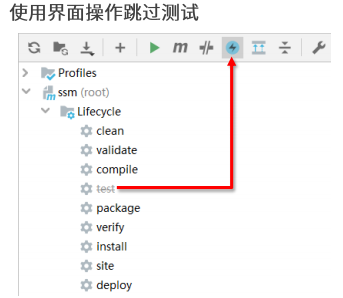 使用界面操作跳过测试
Profiles
ssm (root)
Lifecycle
clean
validate
compile
test
package
verify
install
site
deploy